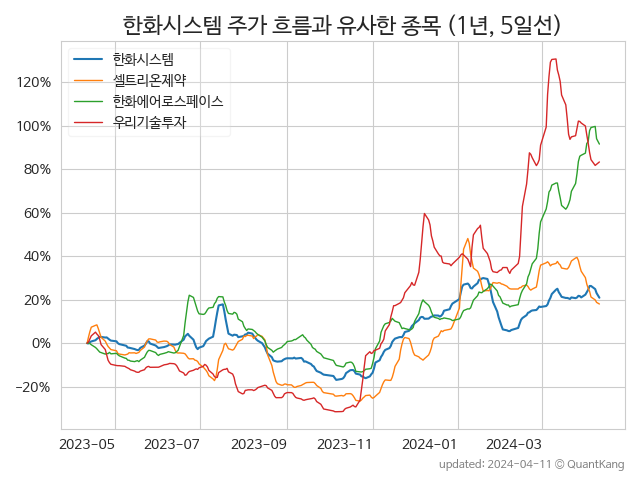 한화시스템 주가 흐름과 유사한 종목 (1년, 5일선)
한화시스템
셀트리온제약
한화에어로스페이스
우리기술투자
120%
100%
80%
60%
40%
20%
0%
−20%
2023−05 2023−07 2023−09 2023−11 2024−01 2024−03
updated: 2024−04−11 © QuantKang